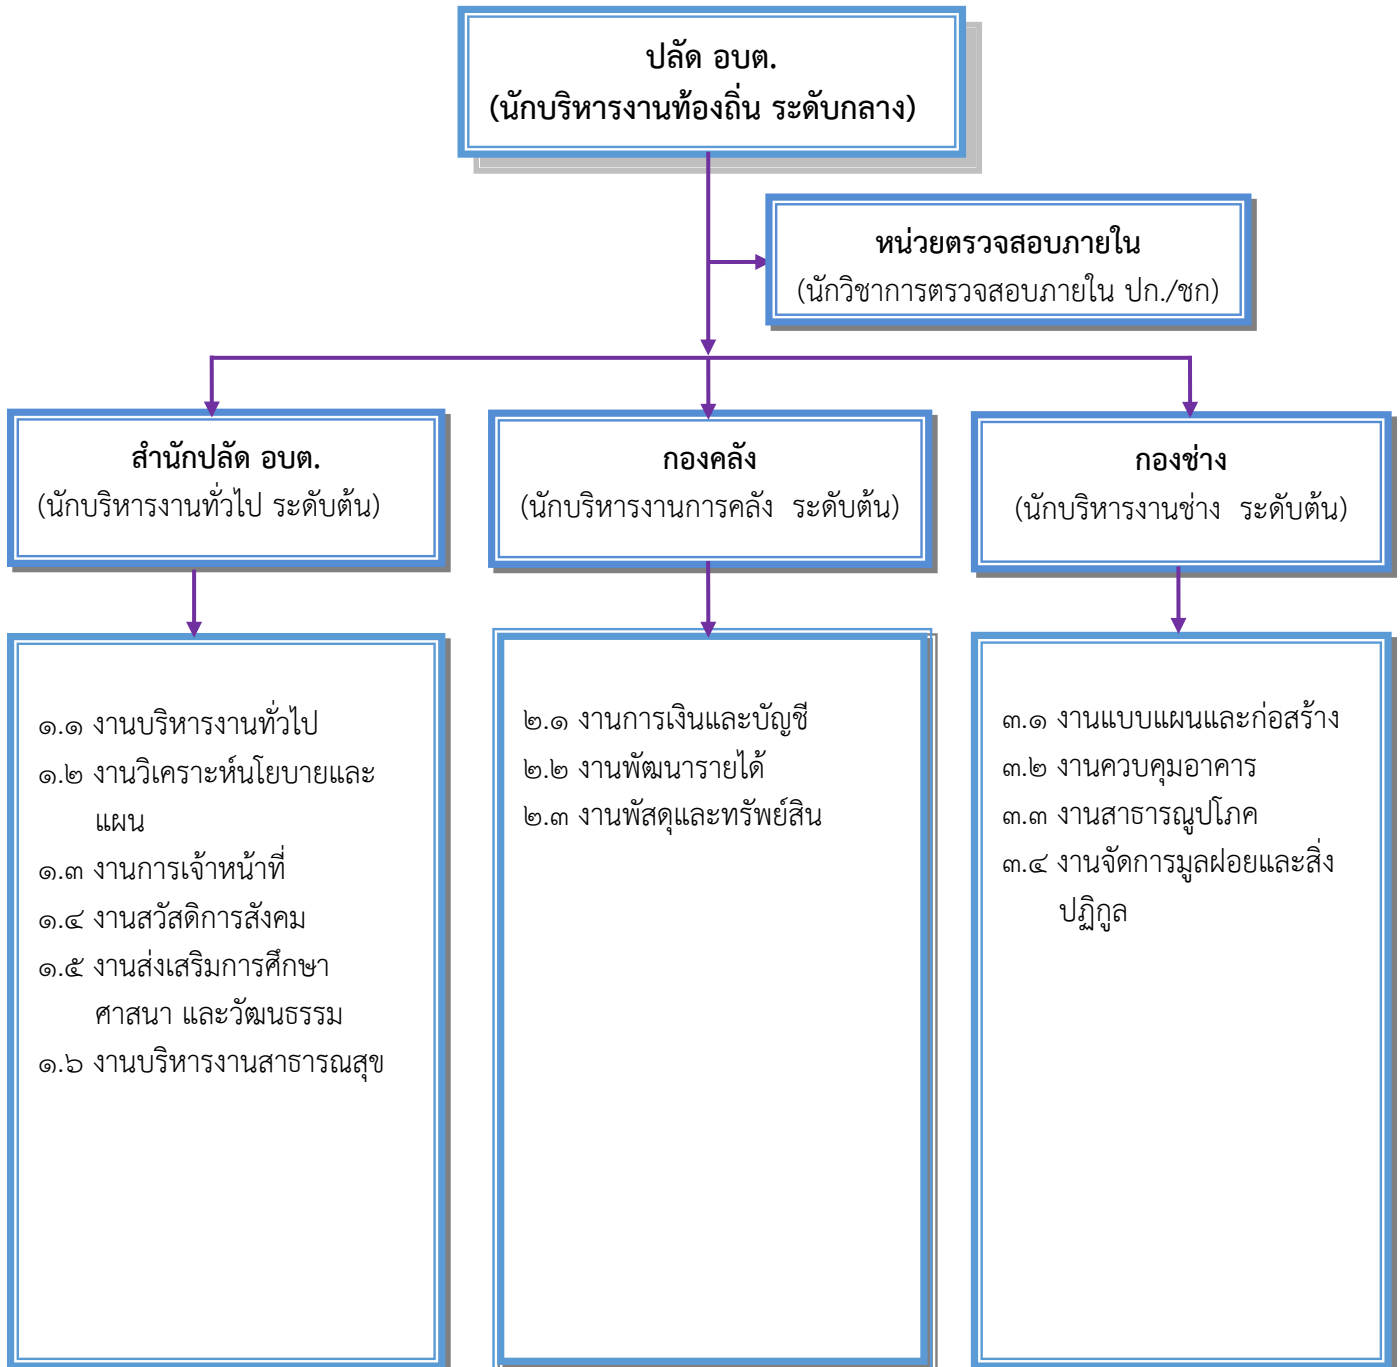 ปลัด อบต.
(นักบริหารงานท้องถิ่น ระดับกลาง)
หน่วยตรวจสอบภายใน
(นักวิชาการตรวจสอบภายใน ปก./ชก)
สำนักปลัด อบต.
(นักบริหารงานทั่วไป ระดับต้น)
กองคลัง
(นักบริหารงานการคลัง ระดับต้น)
กองช่าง
(นักบริหารงานช่าง ระดับต้น)
๑.๑ งานบริหารงานทั่วไป
๑.๒ งานวิเคราะห์นโยบายและ
แผน
๑.๓ งานการเจ้าหน้าที่
๑.๔ งานสวัสดิการสังคม
๑.๕ งานส่งเสริมการศึกษา
ศาสนา และวัฒนธรรม
๑.๖ งานบริหารงานสาธารณสุข
๒.๑ งานการเงินและบัญชี
๒.๒ งานพัฒนารายได้
๒.๓ งานพัสดุและทรัพย์สิน
๓.๑ งานแบบแผนและก่อสร้าง
๓.๒ งานควบคุมอาคาร
๓.๓ งานสาธารณูปโภค
๓.๔ งานจัดการมูลฝอยและสิ่ง
ปฏิกูล